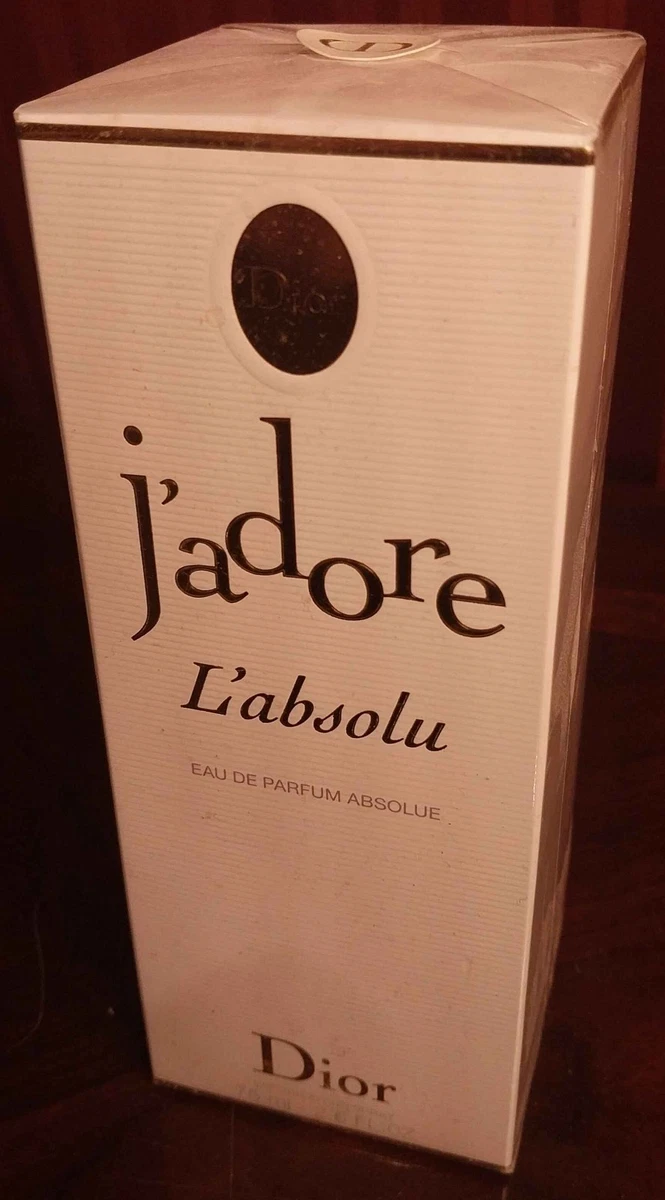 Dior
j'adore
L'absolu
EAU DE PARFUM ABSOLUE
Dior